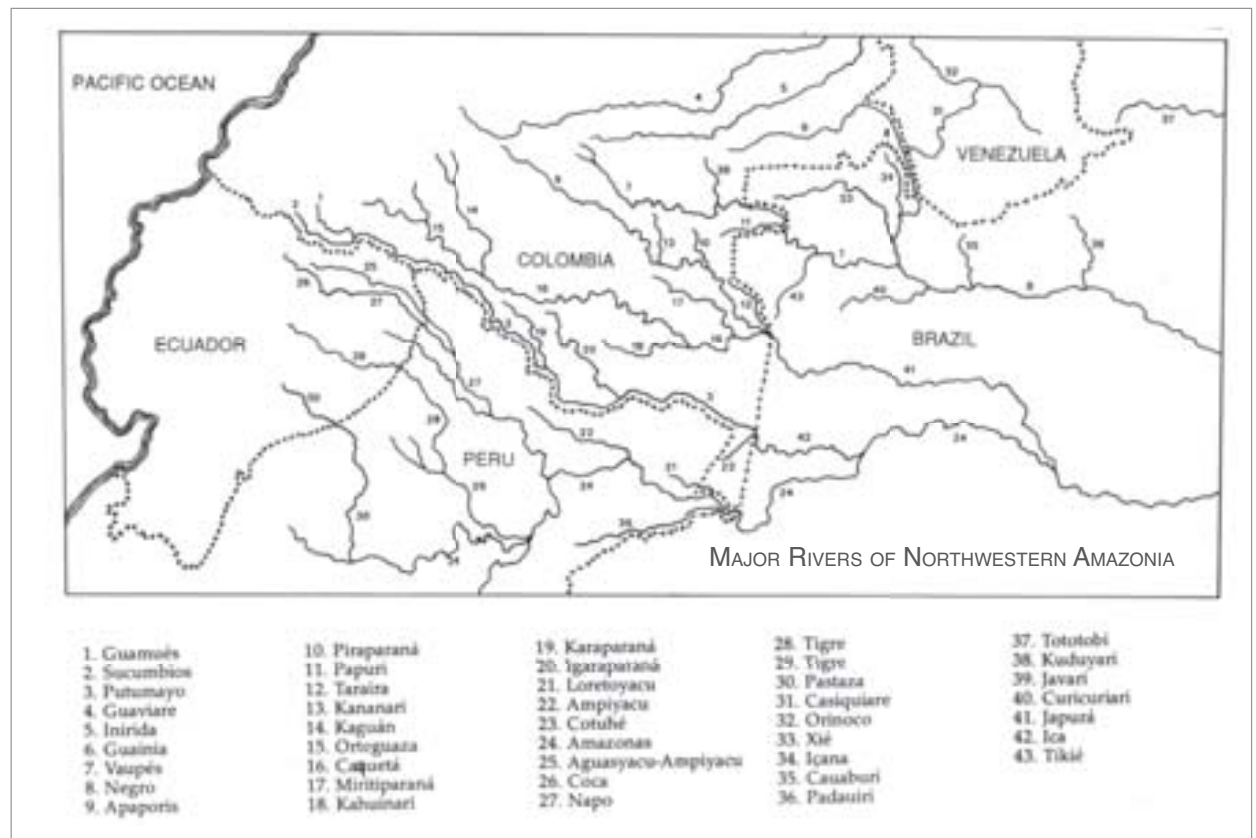 PACIFIC OCEAN
VENEZUELA
COLOMBIA
ECUADOR
BRAZIL
PERU
MAJOR RIVERS OF NORTHWESTERN AMAZONIA
1. Guamués
2. Sucumbios
3. Putumayo
4. Guaviare
5. Inirida
6. Guainia
7. Vaupés
8. Negro
9. Apaporis
10. Piraparaná
11. Papuri
12. Taraira
13. Kananari
14. Kaguán
15. Orteguaza
16. Caquetá
17. Miritiparaná
18. Kahuinari
19. Karaparaná
20. Igaraparaná
21. Loretoyacu
22. Ampiyacu
23. Cotuhé
24. Amazonas
25. Aguasyacu-Ampiyacu
26. Coca
27. Napo
28. Tigre
29. Tigre
30. Pastaza
31. Casiquiare
32. Orinoco
33. Xié
34. Içana
35. Cauaburi
36. Padauiri
37. Tototobi
38. Kuduyari
39. Javari
40. Curicuriari
41. Japurá
42. Ica
43. Tikié